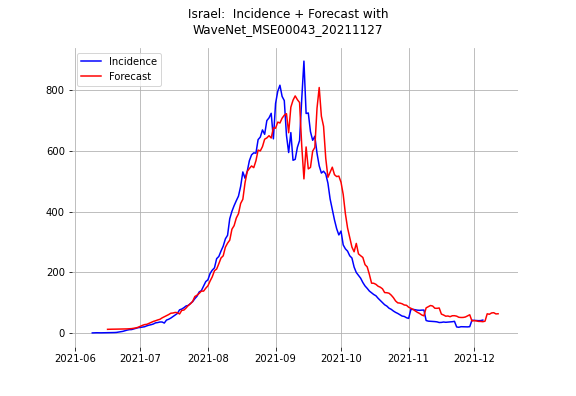 Israel:  Incidence + Forecast with
WaveNet_MSE00043_20211127
Incidence
Forecast
800
600
400
200
0
2021-06 2021-07 2021-08 2021-09 2021-10 2021-11 2021-12